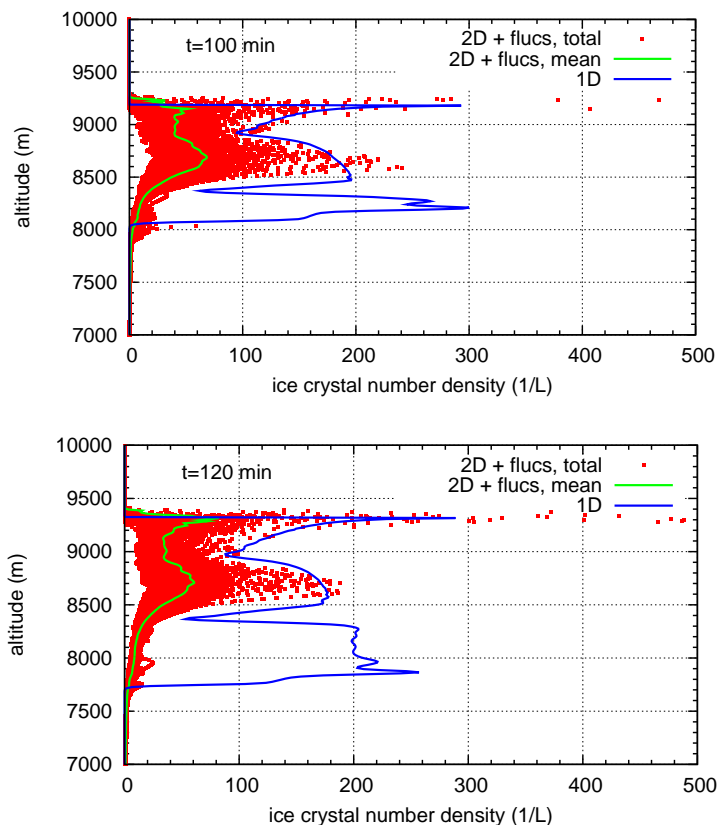 t=100 min
2D + flucs, total
2D + flucs, mean
1D
10000
9500
9000
8500
8000
7500
7000
altitude (m)
0 100 200 300 400 500
ice crystal number density (1/L)
t=120 min
2D + flucs, total
2D + flucs, mean
1D
10000
9500
9000
8500
8000
7500
7000
altitude (m)
0 100 200 300 400 500
ice crystal number density (1/L)